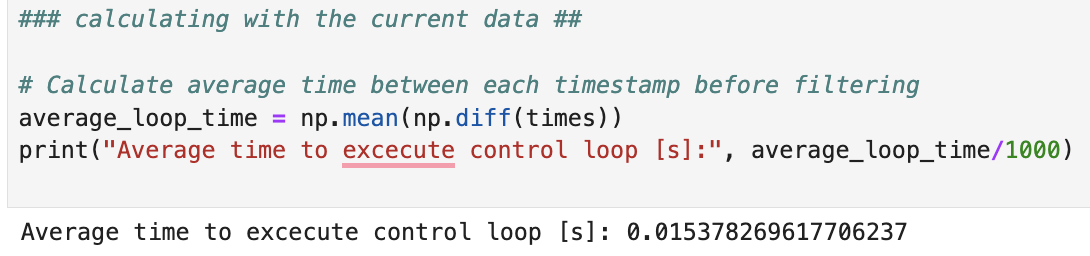 ### calculating with the current data ##
# Calculate average time between each timestamp before filtering
average_loop_time = np.mean(np.diff(times))
print("Average time to excecute control loop [s]:", average_loop_time/1000)
Average time to excecute control loop [s]: 0.015378269617706237